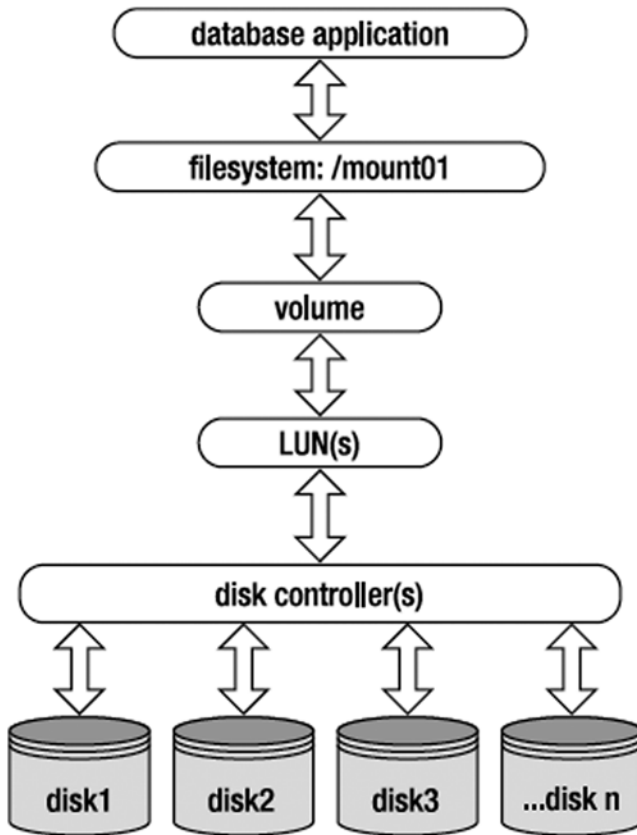 database application
filesystem: /mount01
volume
LUN(s)
disk controller(s)
disk1
disk2
disk3
...disk n